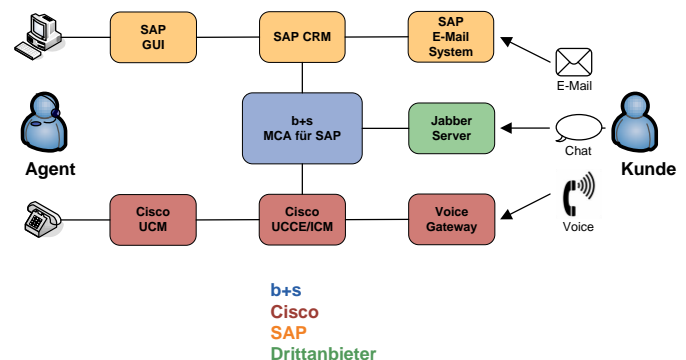 SAP
GUI
SAP CRM
SAP
E-Mail
System
E-Mail
b+s
MCA für SAP
Jabber
Server
Chat
Agent
Kunde
Cisco
UCM
Cisco
UCCE/ICM
Voice
Gateway
Voice
b+s
Cisco
SAP
Drittanbieter